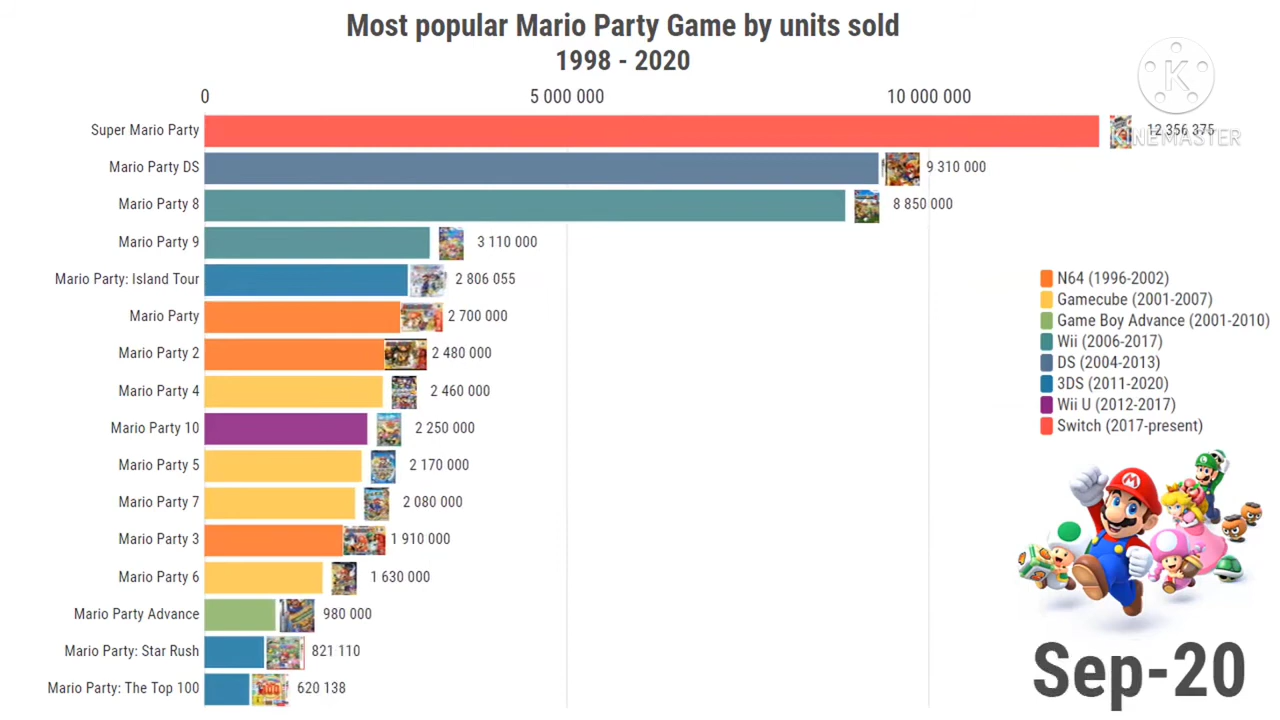 Most popular Mario Party Game by units sold
1998 - 2020
0 5 000 000 10 000 000
K
KINEMASTER
Super Mario Party 12 356 375
Mario Party DS 9 310 000
Mario Party 8 8 850 000
Mario Party 9 3 110 000
Mario Party: Island Tour 2 806 055
Mario Party 2 700 000
Mario Party 2 2 480 000
Mario Party 4 2 460 000
Mario Party 10 2 250 000
Mario Party 5 2 170 000
Mario Party 7 2 080 000
Mario Party 3 1 910 000
Mario Party 6 1 630 000
Mario Party Advance 980 000
Mario Party: Star Rush 821 110
Mario Party: The Top 100 620 138
N64 (1996-2002)
Gamecube (2001-2007)
Game Boy Advance (2001-2010)
Wii (2006-2017)
DS (2004-2013)
3DS (2011-2020)
Wii U (2012-2017)
Switch (2017-present)
Sep-20